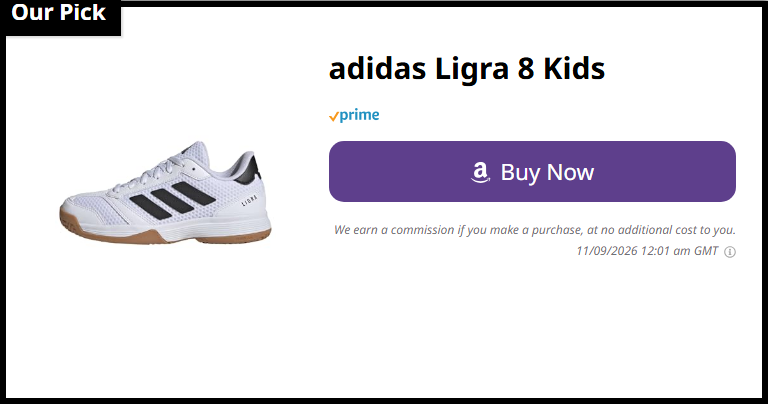 Our Pick
adidas Ligra 8 Kids
prime
Buy Now
LIGRA
We earn a commission if you make a purchase, at no additional cost to you.
11/09/2026 12:01 am GMT